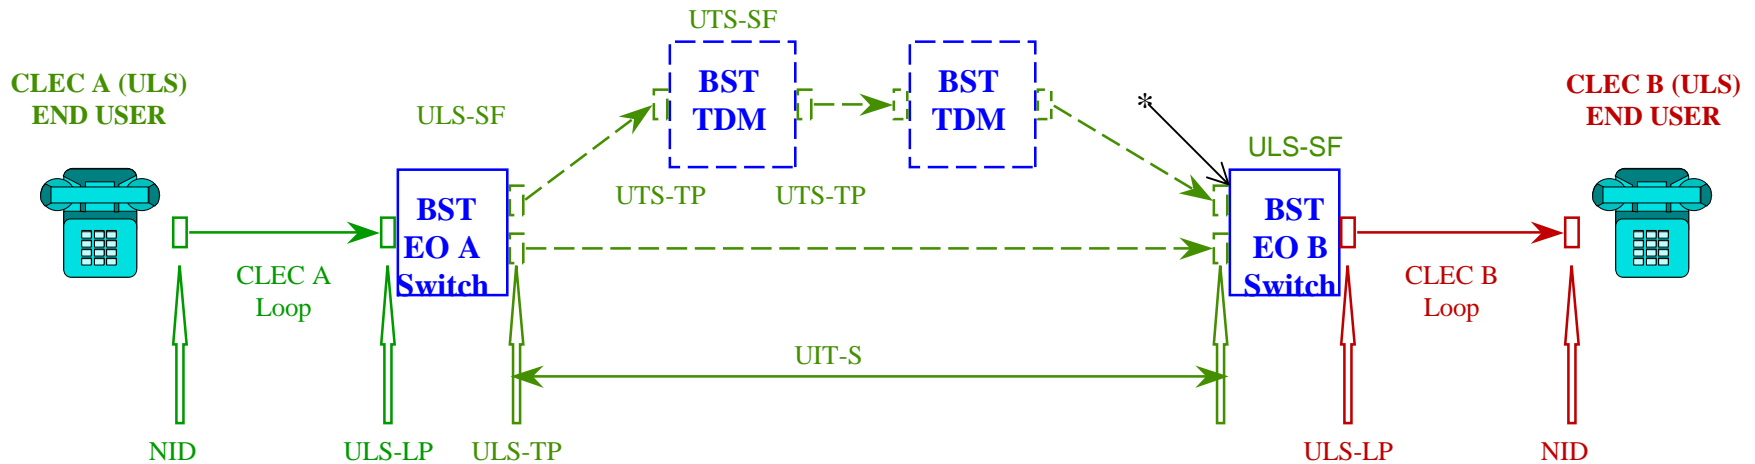 UTS-SF
CLEC A (ULS)
END USER
BST
TDM
BST
TDM
*
CLEC B (ULS)
END USER
ULS-SF
ULS-SF
UTS-TP
UTS-TP
BST
EO A
Switch
BST
EO B
Switch
CLEC A
Loop
CLEC B
Loop
UIT-S
NID
ULS-LP
ULS-TP
ULS-LP
NID